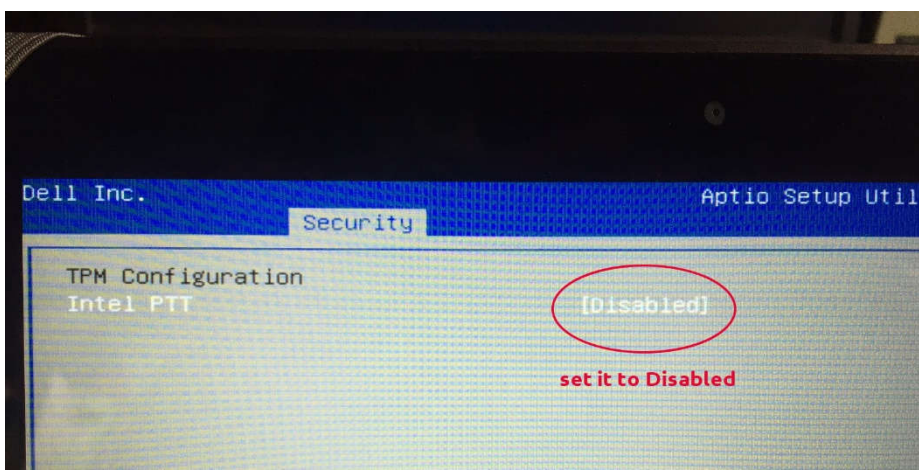 Dell Inc.
Aptio Setup Util
Security
TPM Configuration
Intel PTT
[Disabled]
set it to Disabled